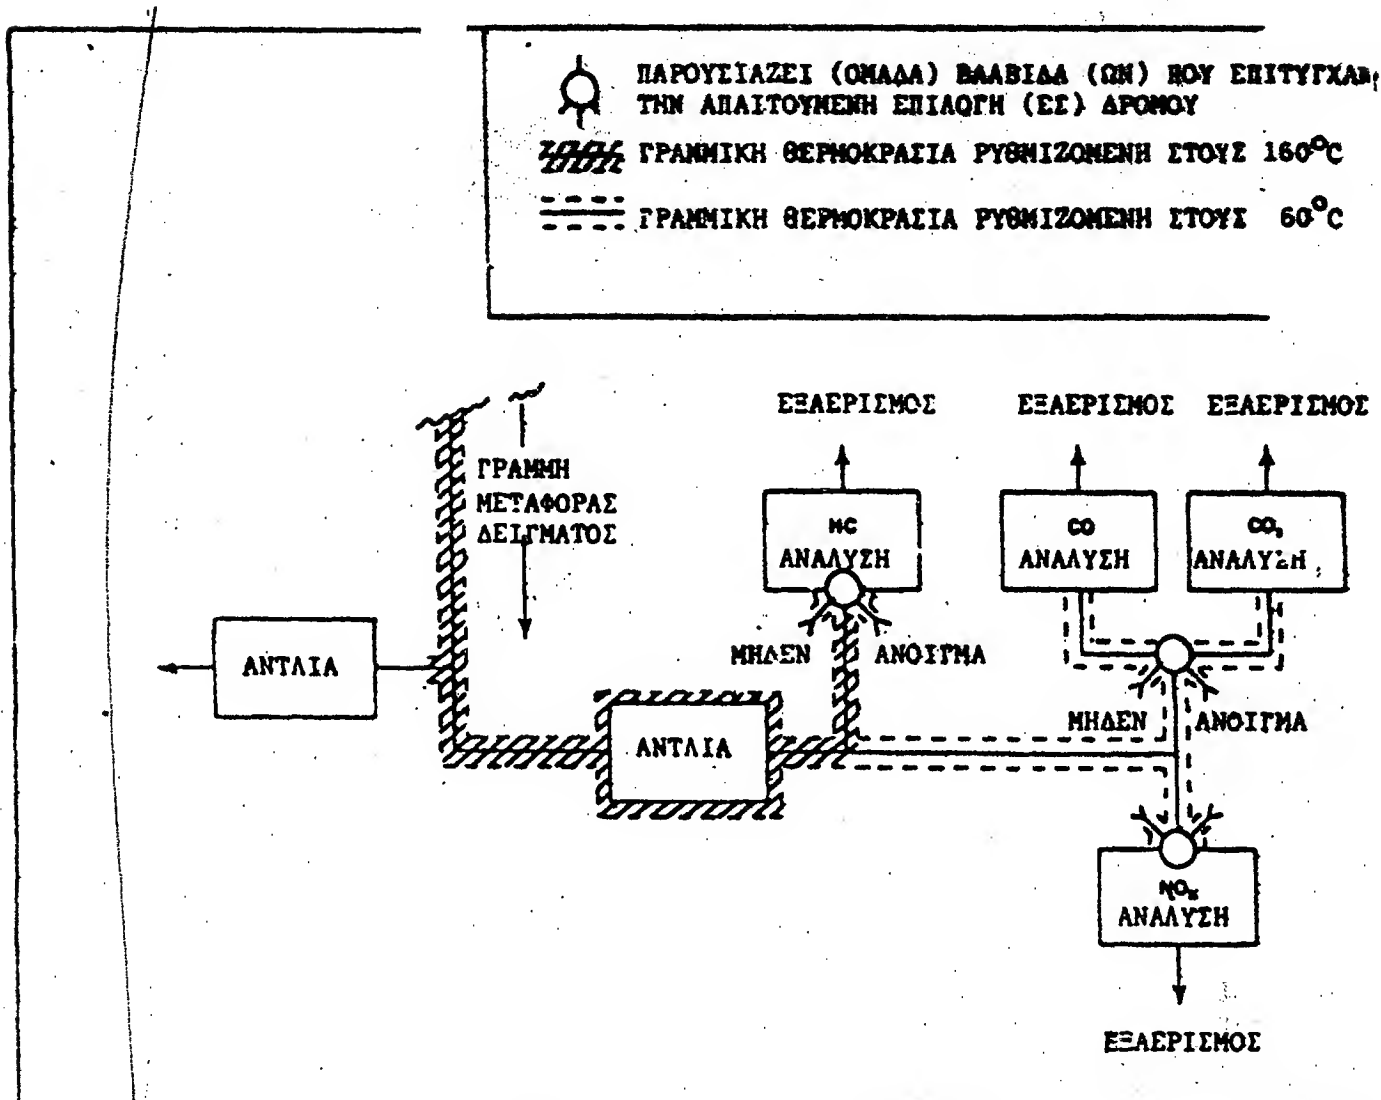 ΠΑΡΟΥΣΙΑΖΕΙ (ΟΜΑΔΑ) ΒΑΛΒΙΔΑ (ΩΝ) ΠΟΥ
ΤΗΝ ΑΠΑΙΤΟΥΜΕΝΗ ΕΠΙΛΟΓΗ (ΕΣ) ΔΡΟΜΟΥ
ΓΡΑΜΜΙΚΗ ΘΕΡΜΟΚΡΑΣΙΑ ΡΥΘΜΙΖΟΜΕΝΗ ΣΤΟΥΣ 160°C
ΓΡΑΜΜΙΚΗ ΘΕΡΜΟΚΡΑΣΙΑ ΡΥΘΜΙΖΟΜΕΝΗ ΣΤΟΥΣ 60°C
ΕΞΑΕΡΙΣΜΟΣ ΕΞΑΕΡΙΣΜΟΣ ΕΞΑΕΡΙΣΜΟΣ
ΓΡΑΜΜΗ
ΜΕΤΑΦΟΡΑΣ
ΔΕΙΓΜΑΤΟΣ
HC
ΑΝΑΛΥΣΗ
CO
ΑΝΑΛΥΣΗ
CO₂
ΑΝΑΛΥΣΗ
ΑΝΤΛΙΑ
ΜΗΔΕΝ ΑΝΟΙΓΜΑ
ΑΝΤΛΙΑ
ΜΗΔΕΝ ΑΝΟΙΓΜΑ
NOₓ
ΑΝΑΛΥΣΗ
ΕΞΑΕΡΙΣΜΟΣ